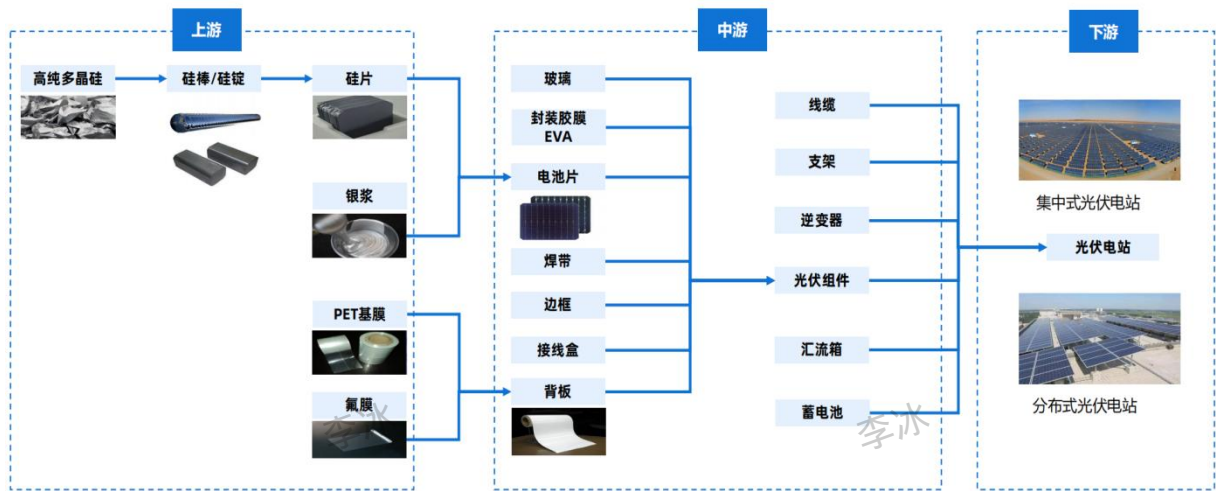 上游
中游
下游
高纯多晶硅
硅棒/硅锭
硅片
银浆
PET基膜
氟膜
李冰
玻璃
封装胶膜
EVA
电池片
焊带
边框
接线盒
背板
线缆
支架
逆变器
光伏组件
汇流箱
蓄电池
李冰
集中式光伏电站
光伏电站
分布式光伏电站